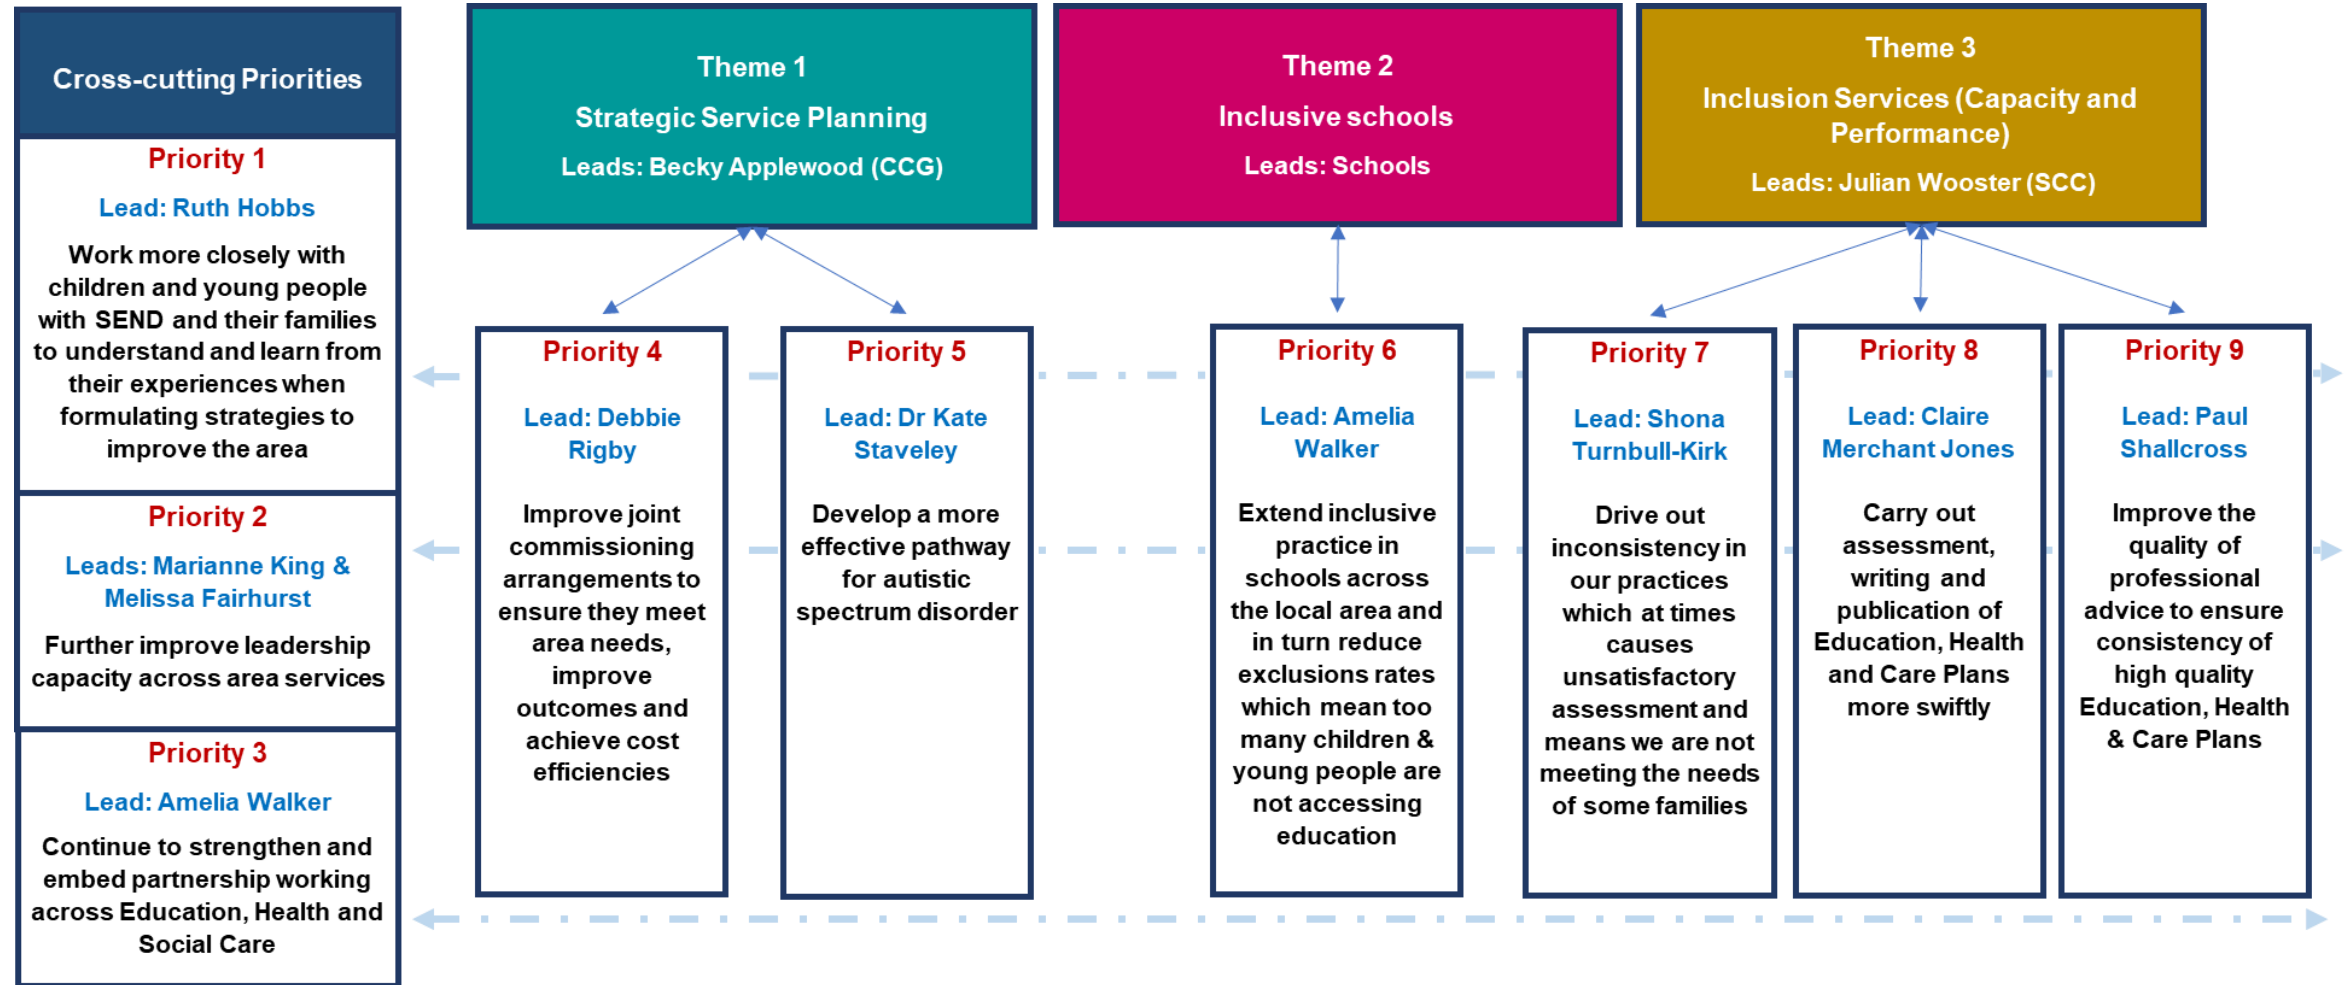 Cross-cutting Priorities
Priority 1
Lead: Ruth Hobbs
Work more closely with
children and young people
with SEND and their families
to understand and learn from
their experiences when
formulating strategies to
improve the area
Priority 2
Leads: Marianne King &
Melissa Fairhurst
Further improve leadership
capacity across area services
Priority 3
Lead: Amelia Walker
Continue to strengthen and
embed partnership working
across Education, Health and
Social Care
Theme 1
Strategic Service Planning
Leads: Becky Applewood (CCG)
Priority 4
Lead: Debbie
Rigby
Improve joint
commissioning
arrangements to
ensure they meet
area needs,
improve
outcomes and
achieve cost
efficiencies
Priority 5
Lead: Dr Kate
Staveley
Develop a more
effective pathway
for autistic
spectrum disorder
Theme 2
Inclusive schools
Leads: Schools
Priority 6
Lead: Amelia
Walker
Extend inclusive
practice in
schools across
the local area and
in turn reduce
exclusions rates
which mean too
many children &
young people are
not accessing
education
Theme 3
Inclusion Services (Capacity and
Performance)
Leads: Julian Wooster (SCC)
Priority 7
Lead: Shona
Turnbull-Kirk
Drive out
inconsistency in
our practices
which at times
causes
unsatisfactory
assessment and
means we are not
meeting the needs
of some families
Priority 8
Lead: Claire
Merchant Jones
Carry out
assessment,
writing and
publication of
Education, Health
and Care Plans
more swiftly
Priority 9
Lead: Paul
Shallcross
Improve the
quality of
professional
advice to ensure
consistency of
high quality
Education, Health
& Care Plans